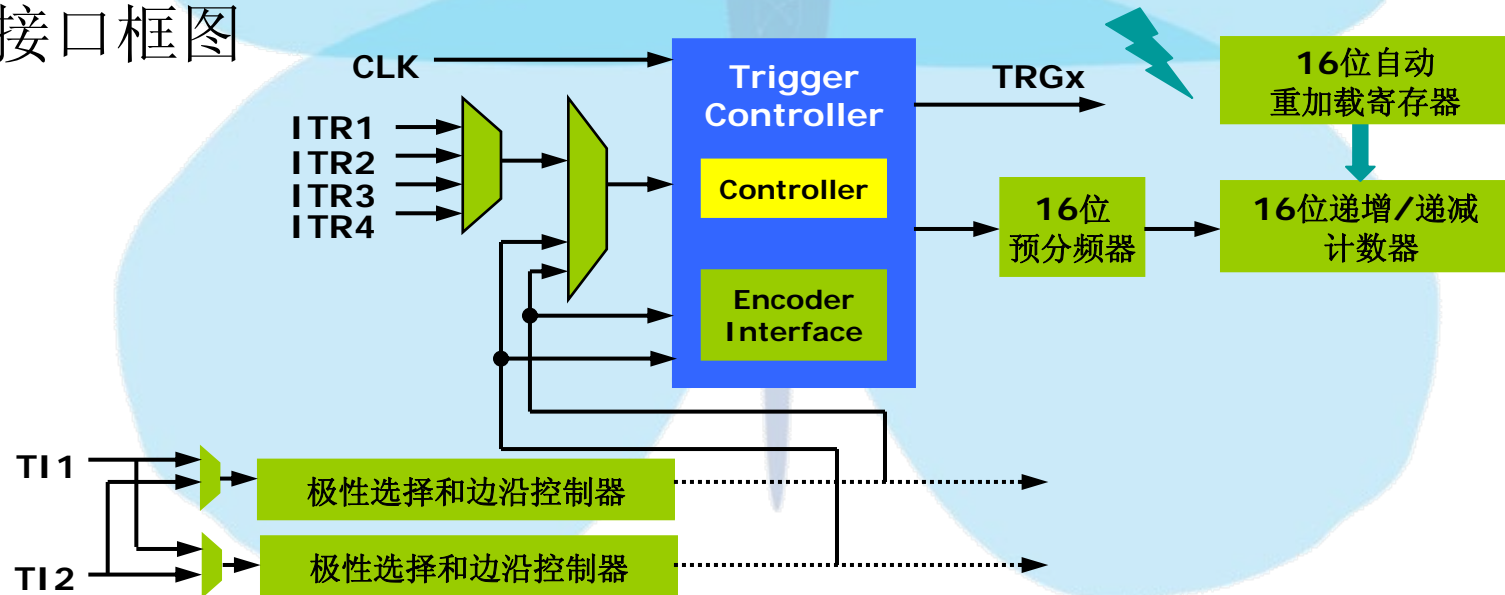 接口框图
CLK
ITR1
ITR2
ITR3
ITR4
Trigger
Controller
Controller
Encoder
Interface
TRGx
16位自动
重加载寄存器
16位
预分频器
16位递增/递减
计数器
TI1
极性选择和边沿控制器
TI2
极性选择和边沿控制器